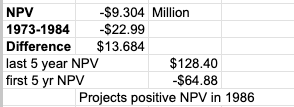 NPV -$9.304 Million
1973-1984 -$22.99
Difference $13.684
last 5 year NPV $128.40
first 5 yr NPV -$64.88
Projects positive NPV in 1986